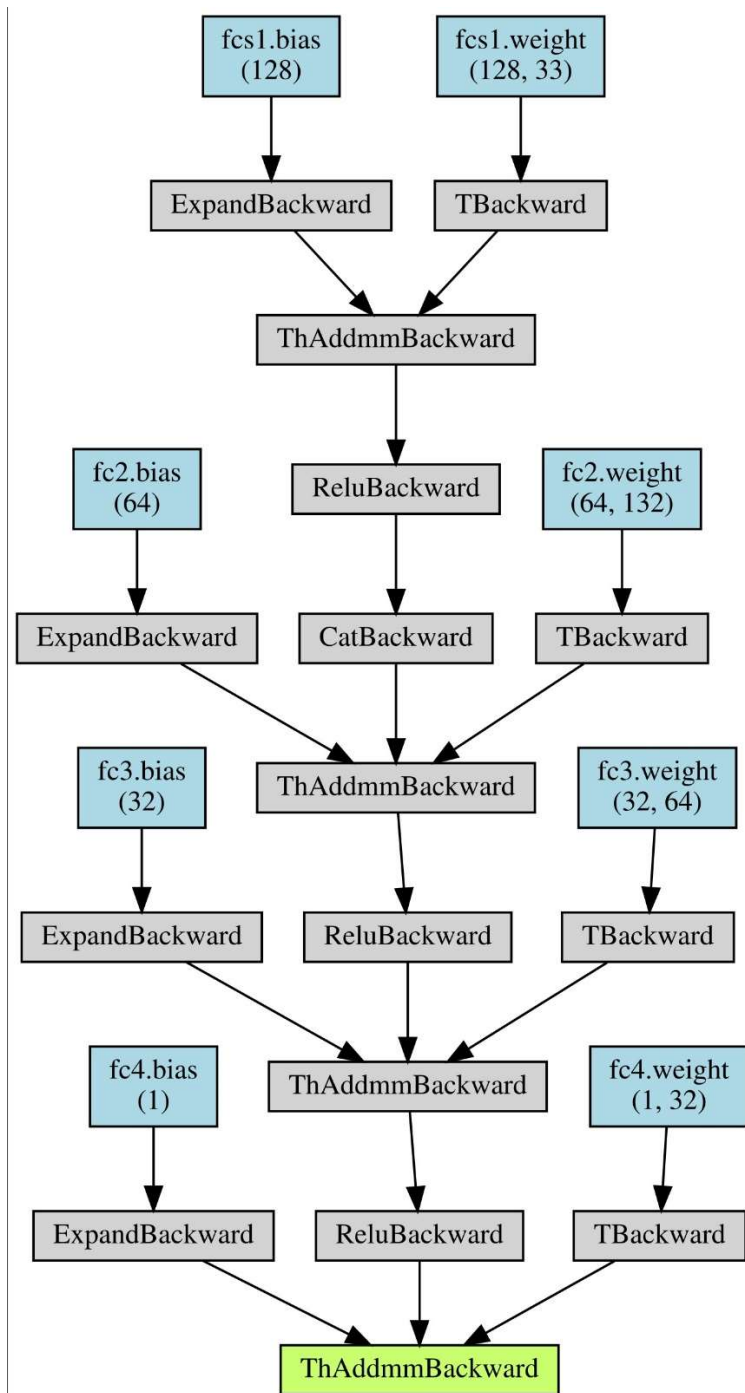 fcs1.bias
(128)
fcs1.weight
(128, 33)
ExpandBackward
TBackward
ThAddmmBackward
fc2.bias
(64)
ReluBackward
fc2.weight
(64, 132)
ExpandBackward
CatBackward
TBackward
fc3.bias
(32)
ThAddmmBackward
fc3.weight
(32, 64)
ExpandBackward
ReluBackward
TBackward
fc4.bias
(1)
ThAddmmBackward
fc4.weight
(1, 32)
ExpandBackward
ReluBackward
TBackward
ThAddmmBackward